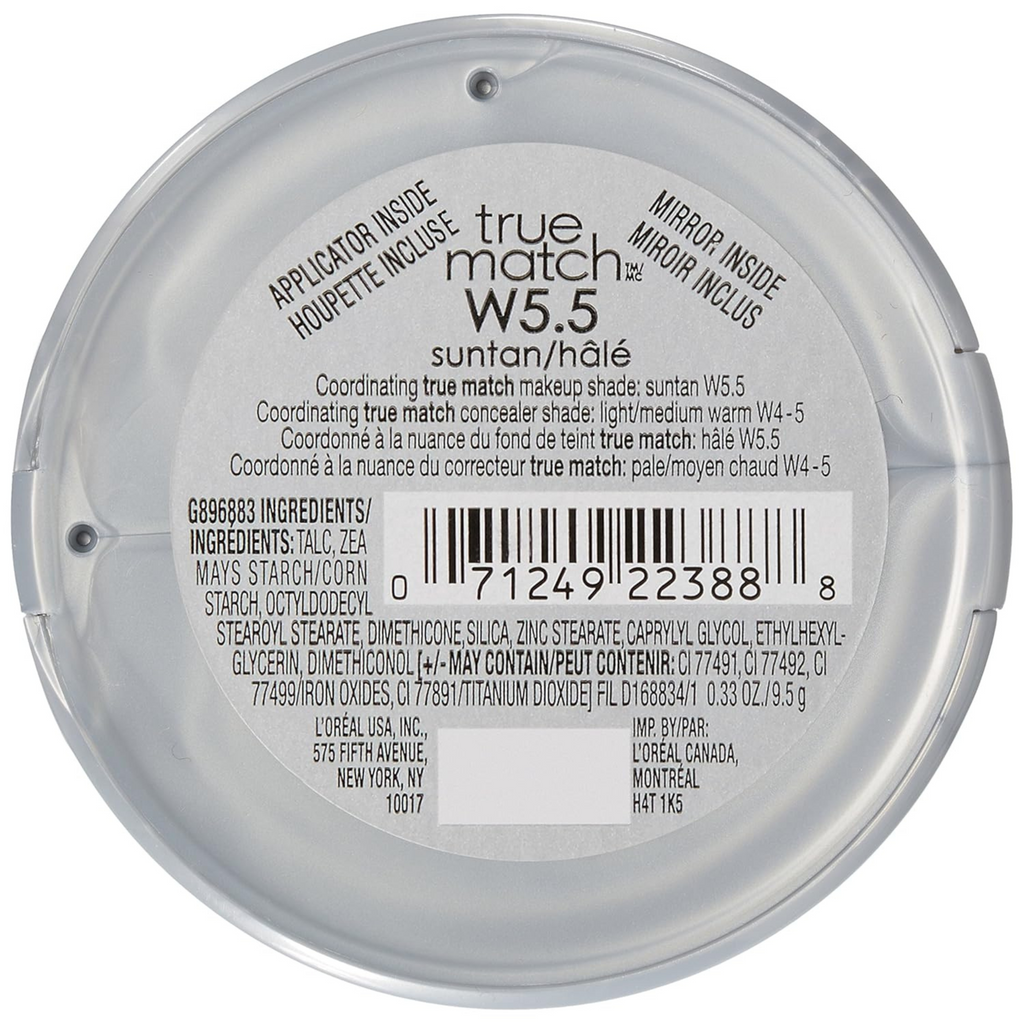 APPLICATOR INSIDE
HOUPETTE INCLUSE
true
match TM/MC
MIRROR INSIDE
MIROIR INCLUS
W5.5
suntan/hâlé
Coordinating true match makeup shade: suntan W5.5
Coordinating true match concealer shade: light/medium warm W4-5
Coordonné à la nuance du fond de teint true match: hâlé W5.5
Coordonné à la nuance du correcteur true match: pale/moyen chaud W4-5
G896883 INGREDIENTS/
INGRÉDIENTS: TALC, ZEA
MAYS STARCH/CORN
STARCH, OCTYLDODECYL
STEAROYL STEARATE, DIMETHICONE, SILICA, ZINC STEARATE, CAPRYLYL GLYCOL, ETHYLHEXYL-
GLYCERIN, DIMETHICONOL [+/- MAY CONTAIN/PEUT CONTENIR: CI 77491, CI 77492, CI
77499/IRON OXIDES, CI 77891/TITANIUM DIOXIDE] FIL D168834/1 0.33 OZ./9.5 g
0 71249 22388 8
L'ORÉAL USA, INC.,
575 FIFTH AVENUE,
NEW YORK, NY
10017
IMP. BY/PAR:
L'ORÉAL CANADA,
MONTRÉAL
H4T 1K5